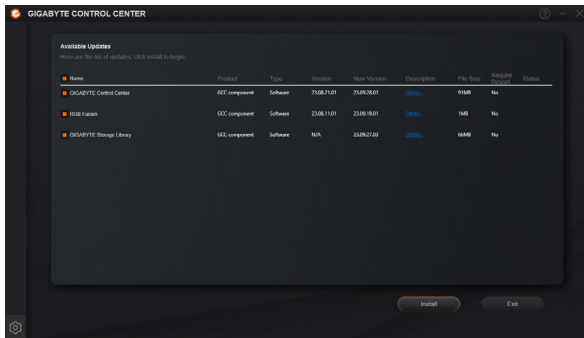 GIGABYTE CONTROL CENTER
Available Updates
Here are the list of updates, click install to begin.
Name Product Type Version New Version Description File Size Require Restart Status
GIGABYTE Control Center GCC component Software 23.08.21.01 23.09.28.01 Detail... 91MB No
RGB Fusion GCC component Software 23.08.11.01 23.09.19.01 Detail... 1MB No
GIGABYTE Storage Library GCC component Software N/A 23.09.27.03 Detail... 66MB No
Install Exit